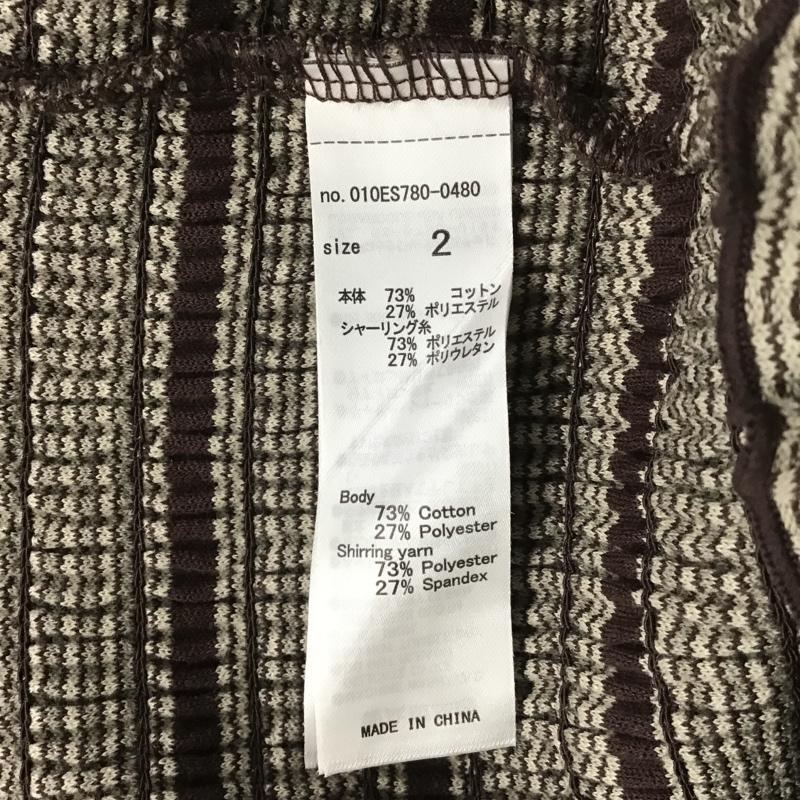 no. 010ES780-0480
size 2
本体 73% コットン
27% ポリエステル
シャーリング糸
73% ポリエステル
27% ポリウレタン
Body
73% Cotton
27% Polyester
Shirring yarn
73% Polyester
27% Spandex
MADE IN CHINA